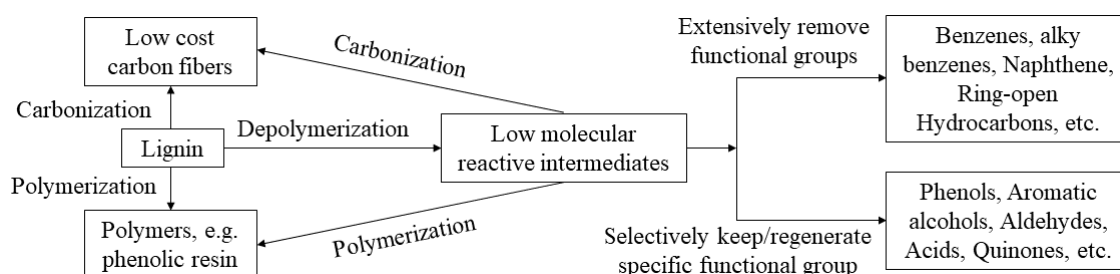 Low cost
carbon fibers
Carbonization
Lignin
Polymerization
Polymers, e.g.
phenolic resin
Carbonization
Depolymerization
Polymerization
Low molecular
reactive intermediates
Extensively remove
functional groups
Selectively keep/regenerate
specific functional group
Benzenes, alky
benzenes, Naphthene,
Ring-open
Hydrocarbons, etc.
Phenols, Aromatic
alcohols, Aldehydes,
Acids, Quinones, etc.